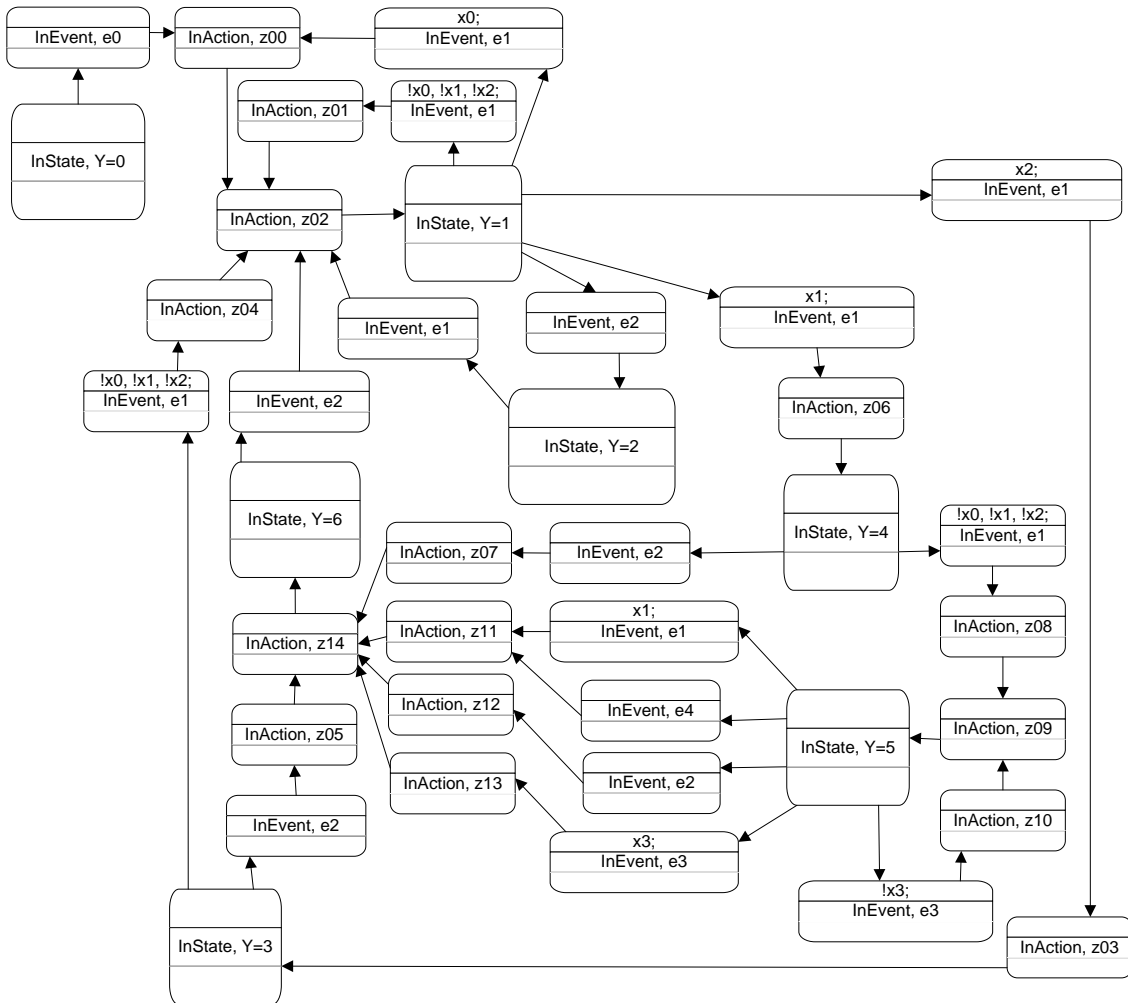 x0;
InEvent, e0
InAction, z00
InEvent, e1
!x0, !x1, !x2;
InAction, z01
InEvent, e1
InState, Y=0
x2;
InEvent, e1
InAction, z02
InState, Y=1
InAction, z04
x1;
InEvent, e1
InEvent, e2
InEvent, e1
!x0, !x1, !x2;
InEvent, e1
InEvent, e2
InAction, z06
InState, Y=2
InState, Y=6
InState, Y=4
!x0, !x1, !x2;
InEvent, e1
InAction, z07
InEvent, e2
x1;
InEvent, e1
InAction, z08
InAction, z14
InAction, z11
InAction, z12
InEvent, e4
InAction, z05
InState, Y=5
InAction, z09
InAction, z13
InEvent, e2
InEvent, e2
InAction, z10
x3;
InEvent, e3
!x3;
InEvent, e3
InState, Y=3
InAction, z03